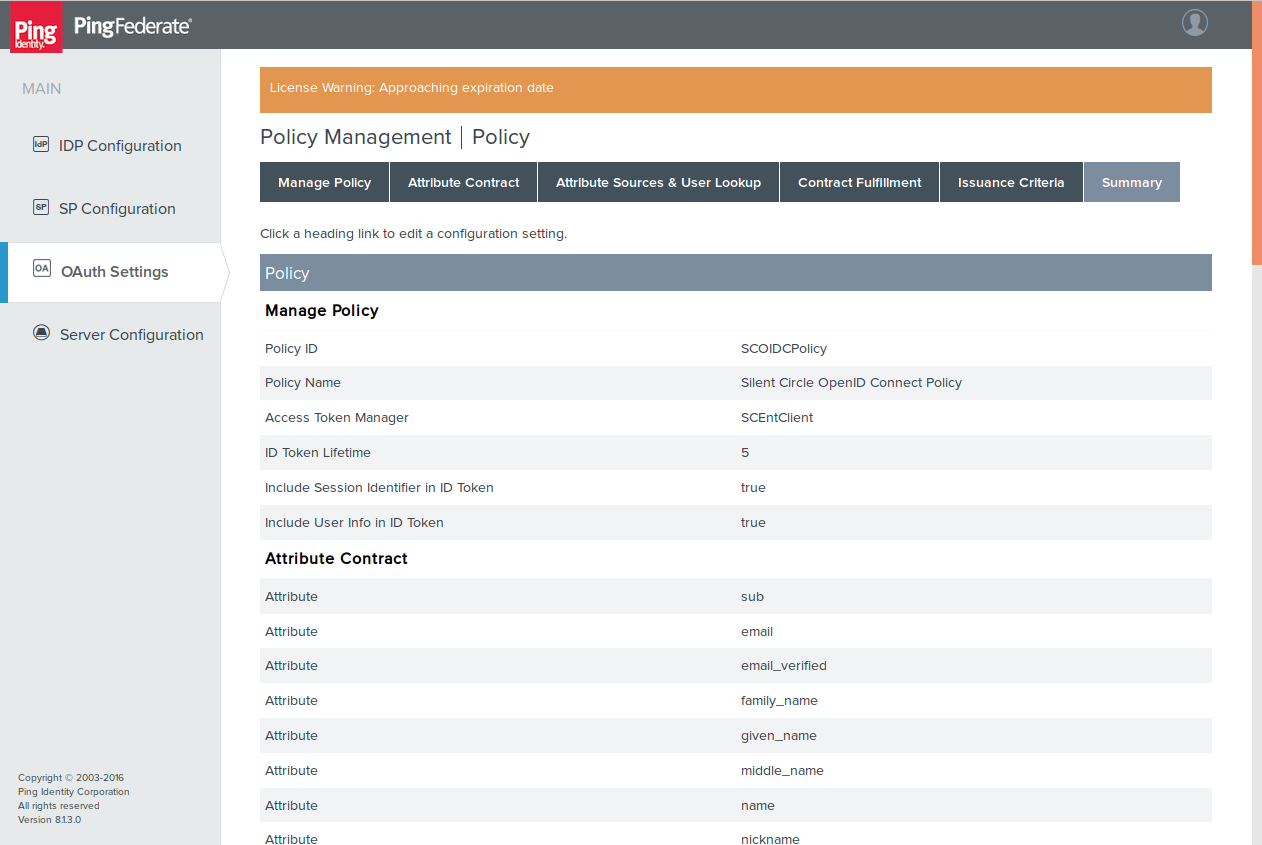 Ping
Identity.
PingFederate®
MAIN
IdP IDP Configuration
SP SP Configuration
OA OAuth Settings
Server Configuration
Copyright © 2003-2016
Ping Identity Corporation
All rights reserved
Version 8.1.3.0
License Warning: Approaching expiration date
Policy Management | Policy
Manage Policy Attribute Contract Attribute Sources & User Lookup Contract Fulfillment Issuance Criteria Summary
Click a heading link to edit a configuration setting.
Policy
Manage Policy
Policy ID SCOIDCPolicy
Policy Name Silent Circle OpenID Connect Policy
Access Token Manager SCEntClient
ID Token Lifetime 5
Include Session Identifier in ID Token true
Include User Info in ID Token true
Attribute Contract
Attribute sub
Attribute email
Attribute email_verified
Attribute family_name
Attribute given_name
Attribute middle_name
Attribute name
Attribute nickname